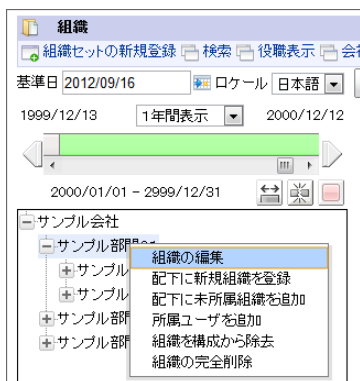 組織
組織セットの新規登録 検索 役職表示 会
基準日 2012/09/16 ロケール 日本語
1999/12/13 1年間表示 2000/12/12
2000/01/01 - 2999/12/31
サンプル会社
サンプル部門01
組織の編集
サンプル
配下に新規組織を登録
サンプル
配下に未所属組織を追加
サンプル部
所属ユーザを追加
サンプル部
組織を構成から除去
組織の完全削除